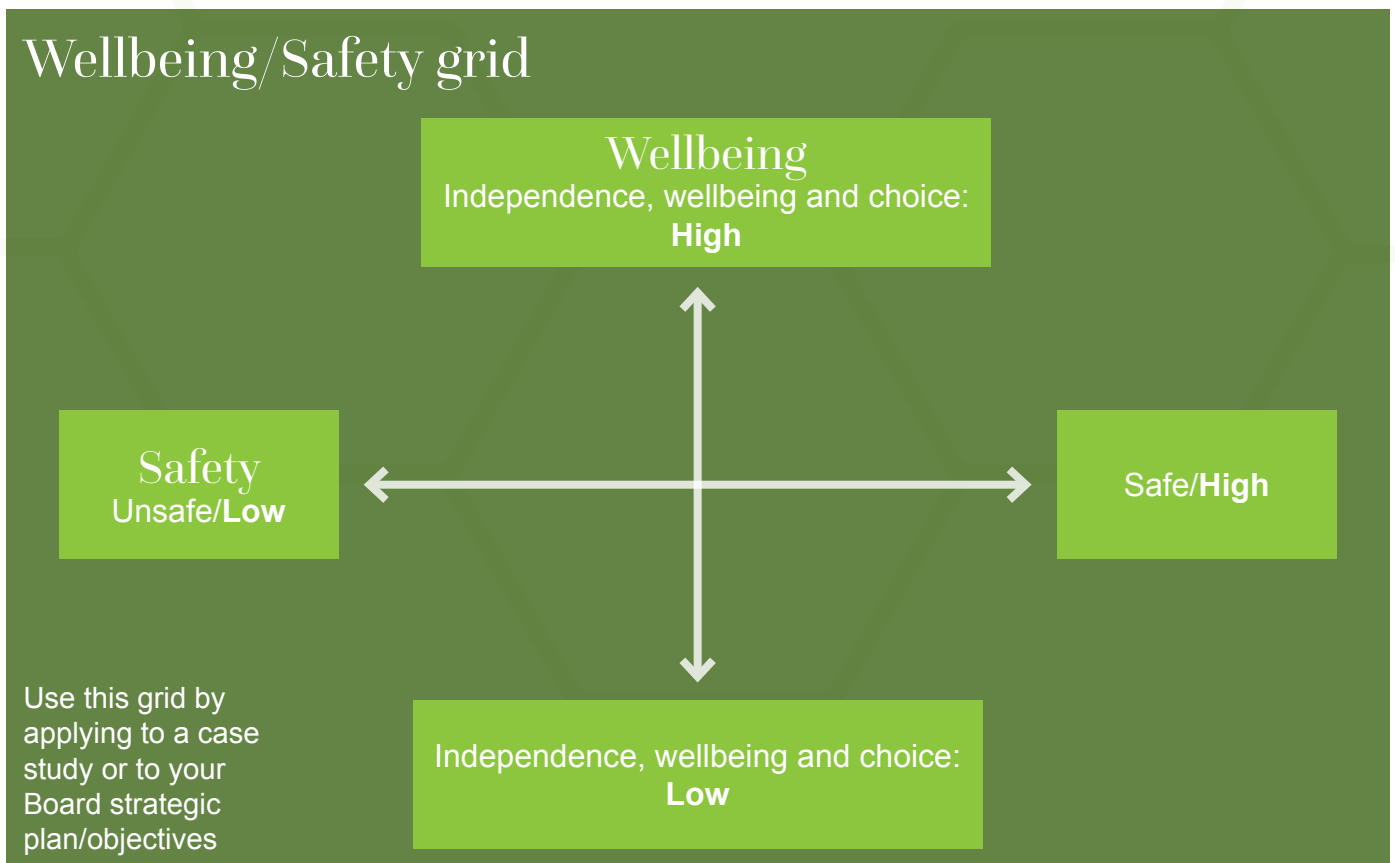 Wellbeing/Safety grid
Wellbeing
Independence, wellbeing and choice:
High
Safety
Unsafe/Low
Safe/High
Use this grid by
applying to a case
study or to your
Board strategic
plan/objectives
Independence, wellbeing and choice:
Low